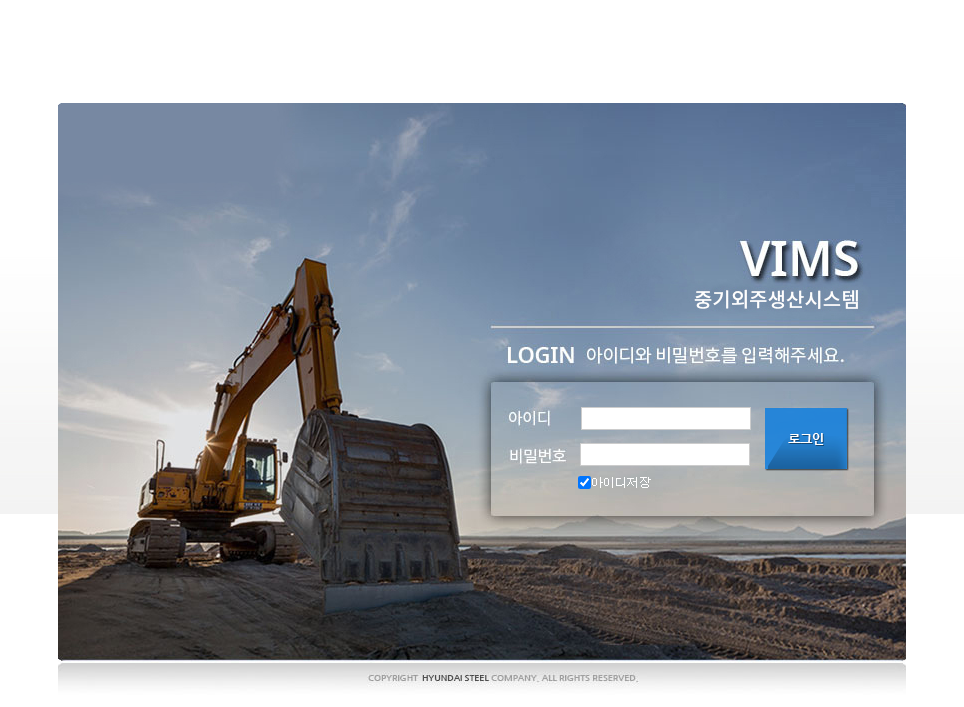 VIMS
중기외주생산시스템
LOGIN 아이디와 비밀번호를 입력해주세요.
아이디
로그인
비밀번호
아이디저장
COPYRIGHT HYUNDAI STEEL COMPANY. ALL RIGHTS RESERVED.